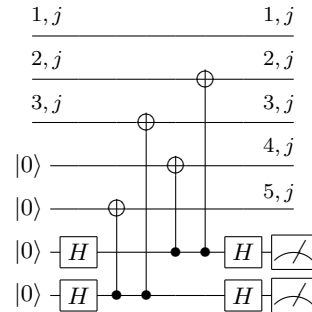 1, j 1, j
2, j 2, j
3, j 3, j
|0⟩ 4, j
|0⟩ 5, j
|0⟩ H H
|0⟩ H H